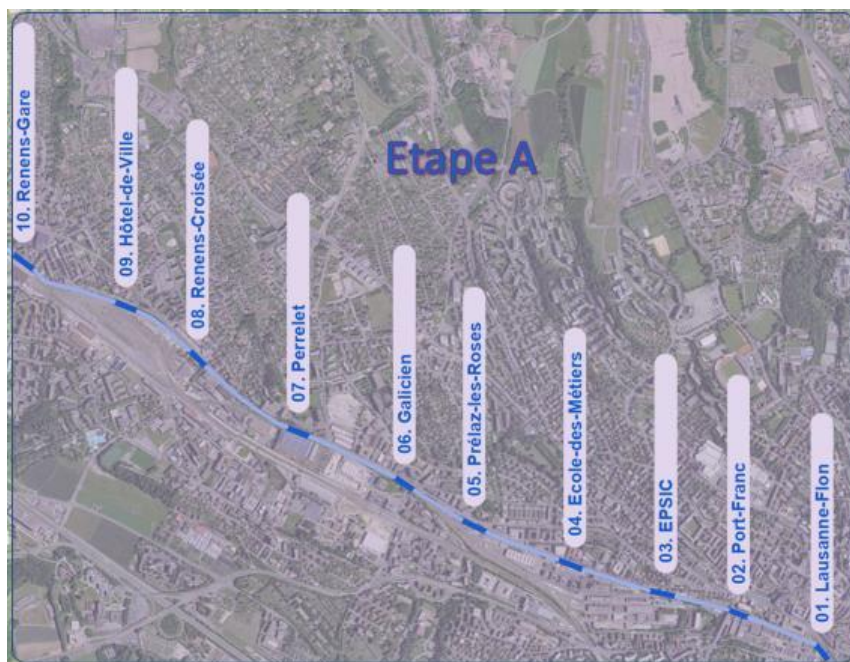 Etape A
10. Renens-Gare
09. Hôtel-de-Ville
08. Renens-Croisée
07. Perrelet
06. Galicien
05. Prélaz-les-Roses
04. Ecole-des-Métiers
03. EPSIC
02. Port-Franc
01. Lausanne-Flon